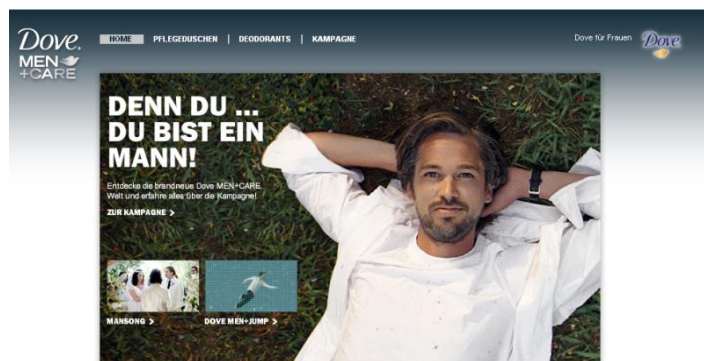 Dove.
MEN
+CARE
HOME PFLEGEDUSCHEN | DEODORANTS | KAMPAGNE
Dove für Frauen
Dove
DENN DU ...
DU BIST EIN
MANN!
Entdecke die brandneue Dove MEN+CARE
Welt und erfahre alles über die Kampagne!
ZUR KAMPAGNE >
MANSONG >
DOVE MEN+JUMP >